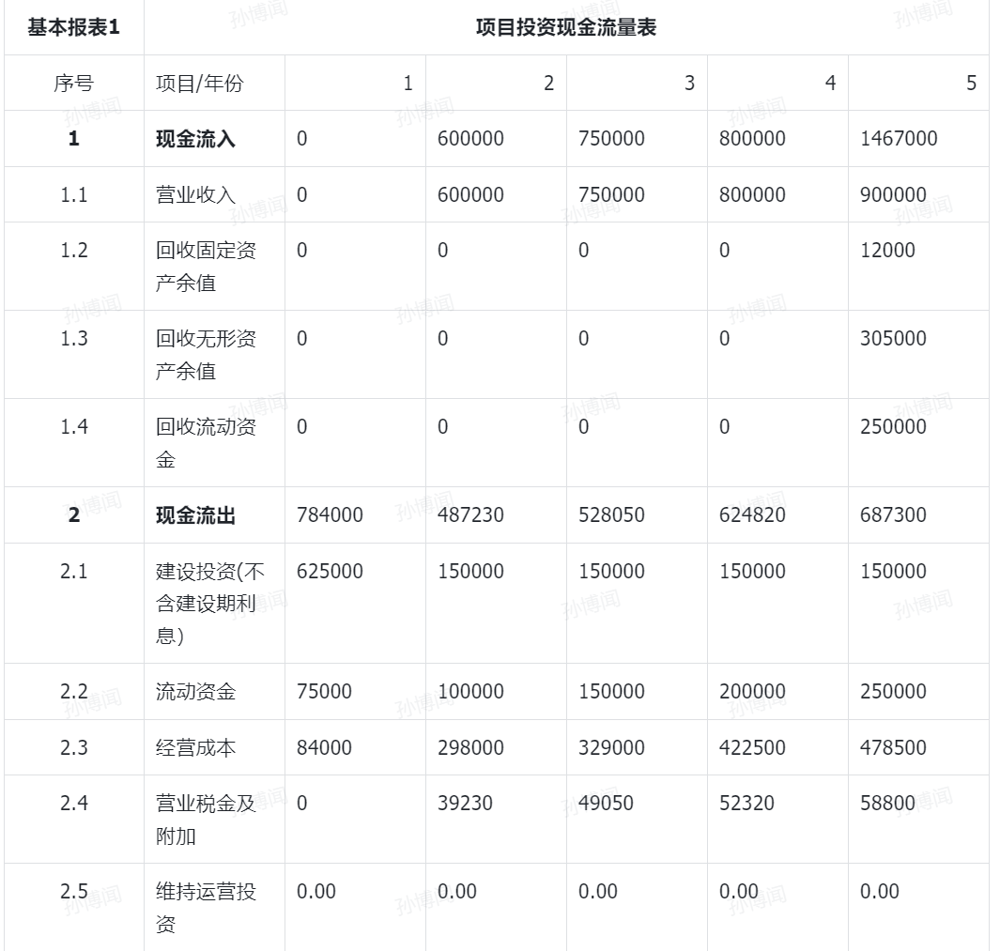 基本报表1 项目投资现金流量表
序号 项目/年份 1 2 3 4 5
1 现金流入 0 600000 750000 800000 1467000
1.1 营业收入 0 600000 750000 800000 900000
1.2 回收固定资 0 0 0 0 12000
产余值
1.3 回收无形资 0 0 0 0 305000
产余值
1.4 回收流动资 0 0 0 0 250000
金
2 现金流出 784000 487230 528050 624820 687300
2.1 建设投资(不 625000 150000 150000 150000 150000
含建设期利
息)
2.2 流动资金 75000 100000 150000 200000 250000
2.3 经营成本 84000 298000 329000 422500 478500
2.4 营业税金及 0 39230 49050 52320 58800
附加
2.5 维持运营投 0.00 0.00 0.00 0.00 0.00
资
孙博闻